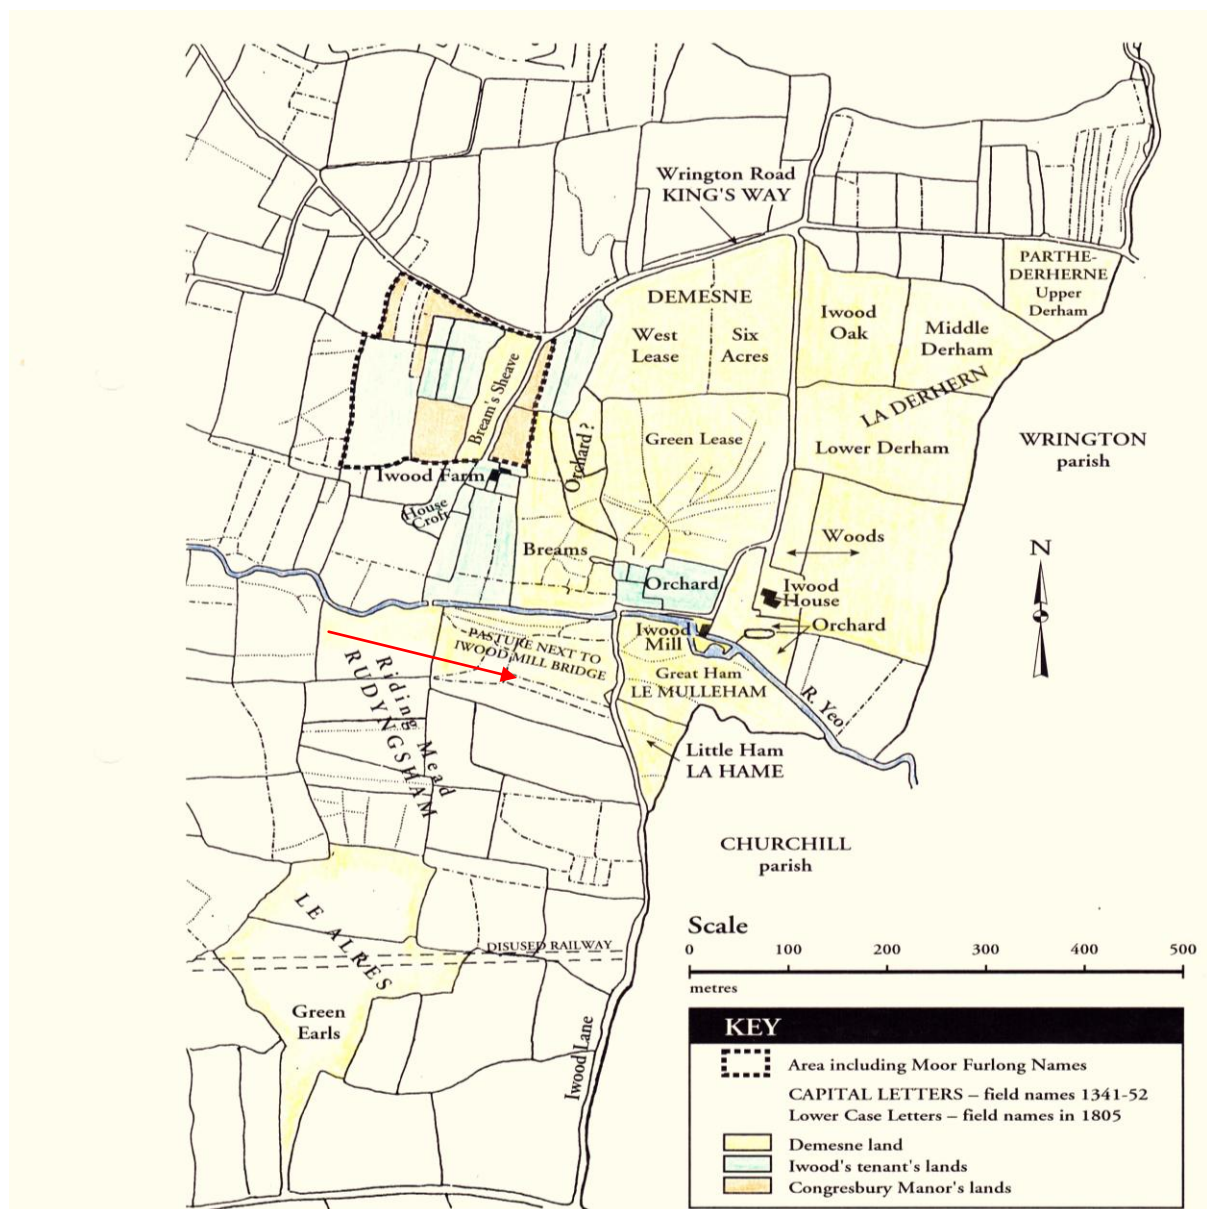 Wrington Road
KING'S WAY
PARTHE-
DERHERNE
Upper
Derham
DEMESNE
West
Lease
Six
Acres
Iwood
Oak
Middle
Derham
LA DERHERN
Bream's Sheave
Orchard ?
Green Lease
Lower Derham
WRINGTON
parish
Iwood Farm
House
Croft
Breams
Woods
N
Orchard
Iwood
House
Orchard
Iwood
Mill
PASTURE NEXT TO
IWOOD MILL BRIDGE
Riding Mead
RUDYNGSHAM
Great Ham
LE MULLEHAM
R. Yeo
Little Ham
LA HAME
CHURCHILL
parish
LE ALRES
DISUSED RAILWAY
Green
Earls
Iwood Lane
Scale
0 100 200 300 400 500
metres
KEY
Area including Moor Furlong Names
CAPITAL LETTERS – field names 1341-52
Lower Case Letters – field names in 1805
Demesne land
Iwood's tenant's lands
Congresbury Manor's lands